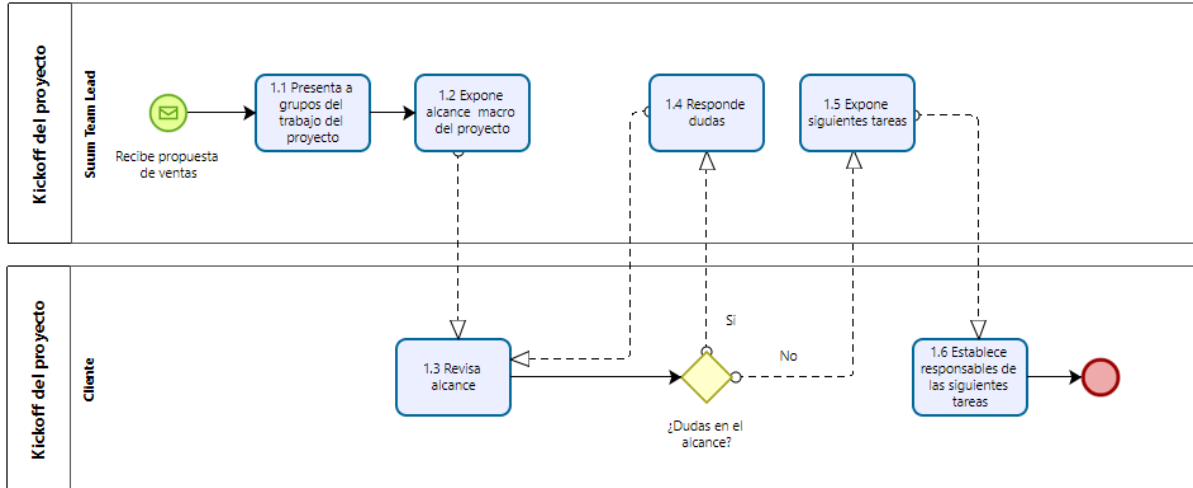 Kickoff del proyecto
Suum Team Lead
Recibe propuesta
de ventas
1.1 Presenta a
grupos del
trabajo del
proyecto
1.2 Expone
alcance macro
del proyecto
1.4 Responde
dudas
1.5 Expone
siguientes tareas
Kickoff del proyecto
Cliente
1.3 Revisa
alcance
¿Dudas en el
alcance?
Si
No
1.6 Establece
responsables de
las siguientes
tareas